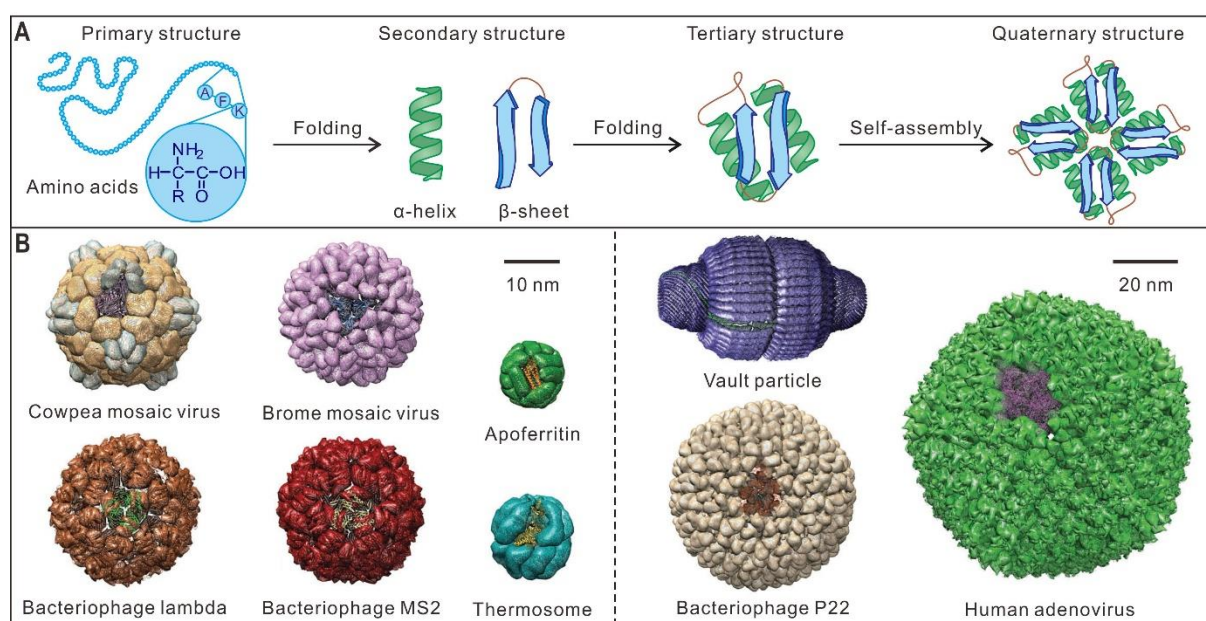 A
Primary structure
Secondary structure
Tertiary structure
Quaternary structure
A
F
K
Folding
Folding
Self-assembly
Amino acids
NH₂
H-C-C-OH
R O
α-helix
β-sheet
B
10 nm
20 nm
Cowpea mosaic virus
Brome mosaic virus
Apoferritin
Vault particle
Bacteriophage lambda
Bacteriophage MS2
Thermosome
Bacteriophage P22
Human adenovirus